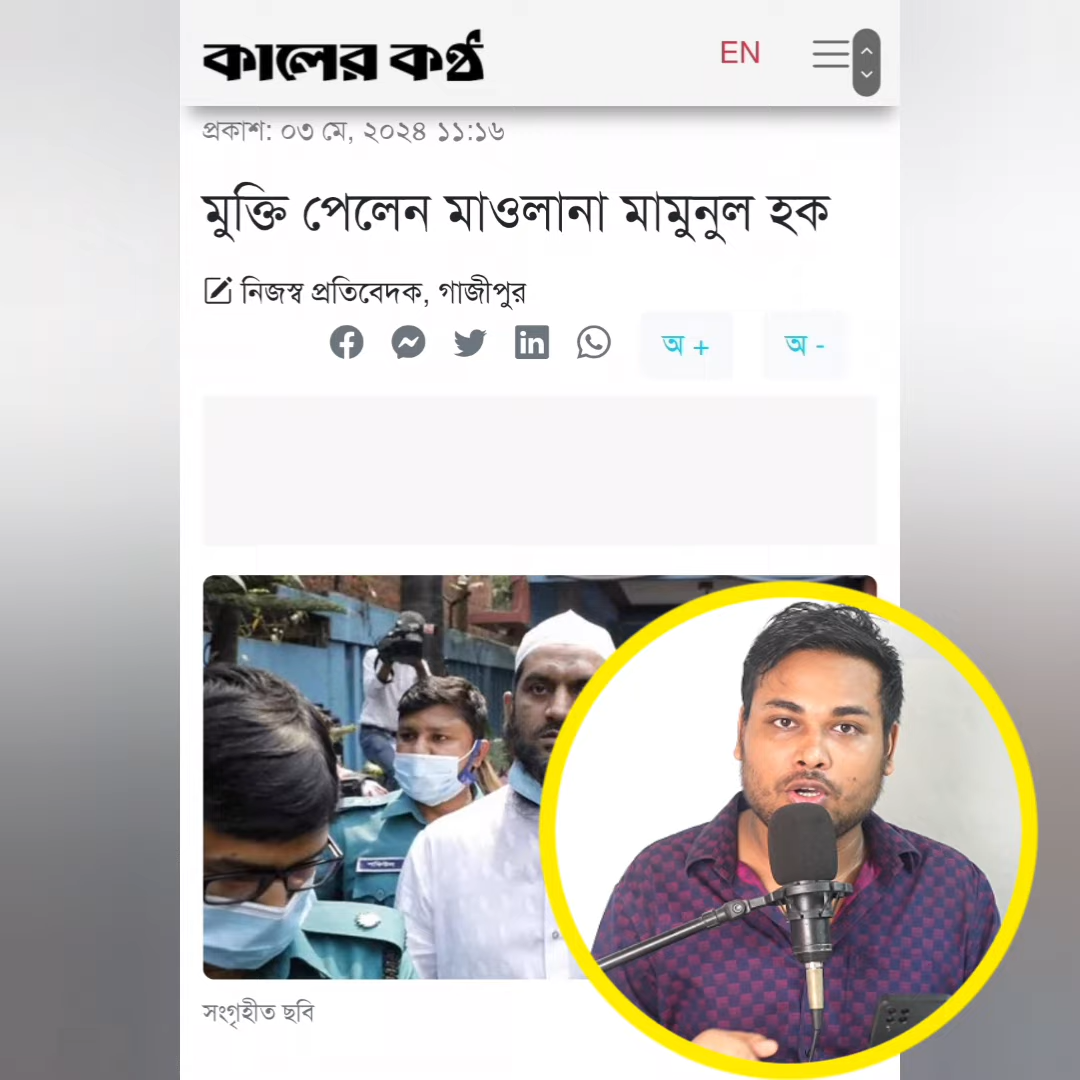 কালের কণ্ঠ
EN
প্রকাশ: ০৩ মে, ২০২৪ ১১:১৬
মুক্তি পেলেন মাওলানা মামুনুল হক
নিজস্ব প্রতিবেদক, গাজীপুর
অ + অ -
সংগৃহীত ছবি